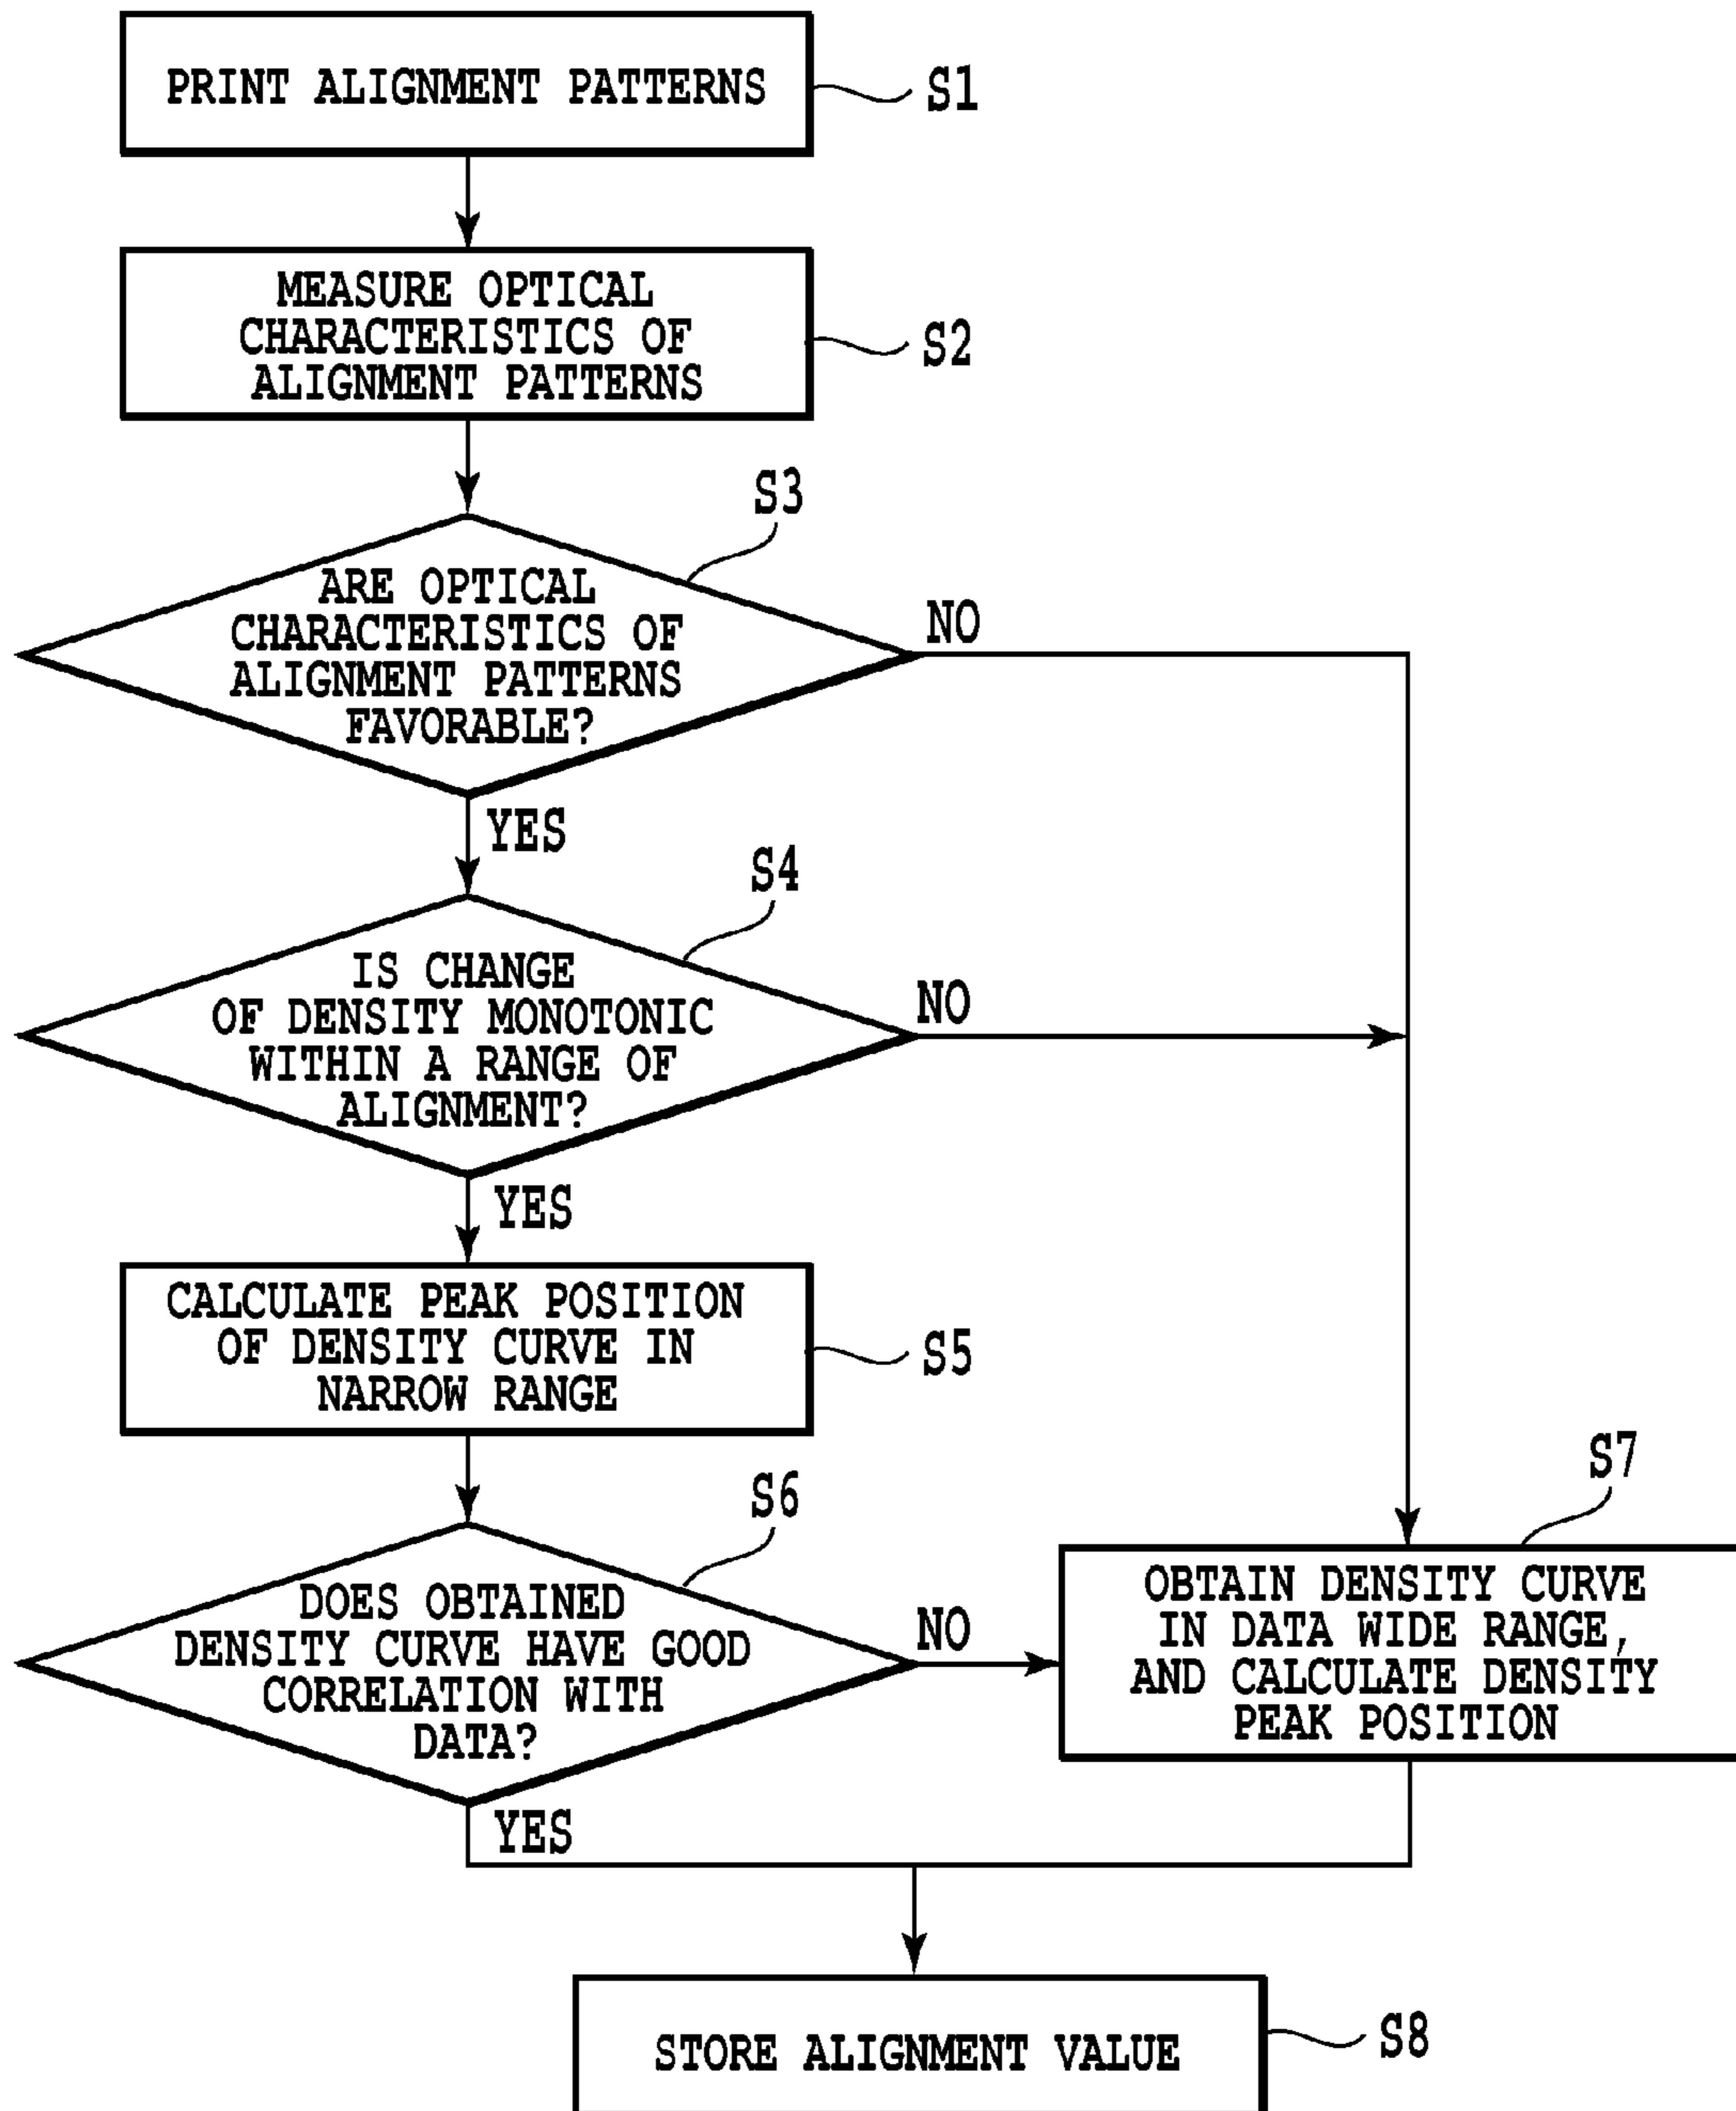 PRINT ALIGNMENT PATTERNS
S1
MEASURE OPTICAL
CHARACTERISTICS OF
ALIGNMENT PATTERNS
S2
S3
ARE OPTICAL
CHARACTERISTICS OF
ALIGNMENT PATTERNS
FAVORABLE?
NO
YES
S4
IS CHANGE
OF DENSITY MONOTONIC
WITHIN A RANGE OF
ALIGNMENT?
NO
YES
CALCULATE PEAK POSITION
OF DENSITY CURVE IN
NARROW RANGE
S5
S6
DOES OBTAINED
DENSITY CURVE HAVE GOOD
CORRELATION WITH
DATA?
NO
YES
S7
OBTAIN DENSITY CURVE
IN DATA WIDE RANGE,
AND CALCULATE DENSITY
PEAK POSITION
STORE ALIGNMENT VALUE
S8